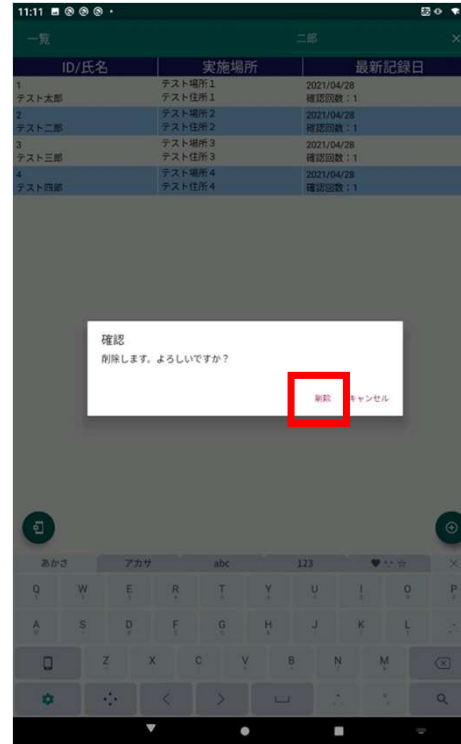 11:11
一覧 二郎
ID/氏名 実施場所 最新記録日
1 テスト場所1 2021/04/28
テスト太郎 テスト住所1 確認回数：1
2 テスト場所2 2021/04/28
テスト二郎 テスト住所2 確認回数：1
3 テスト場所3 2021/04/28
テスト三郎 テスト住所3 確認回数：1
4 テスト場所4 2021/04/28
テスト四郎 テスト住所4 確認回数：1
確認
削除します。よろしいですか？
削除 キャンセル
あかさ アカサ abc 123
Q W E R T Y U I O P
A S D F G H J K L
Z X C V B N M